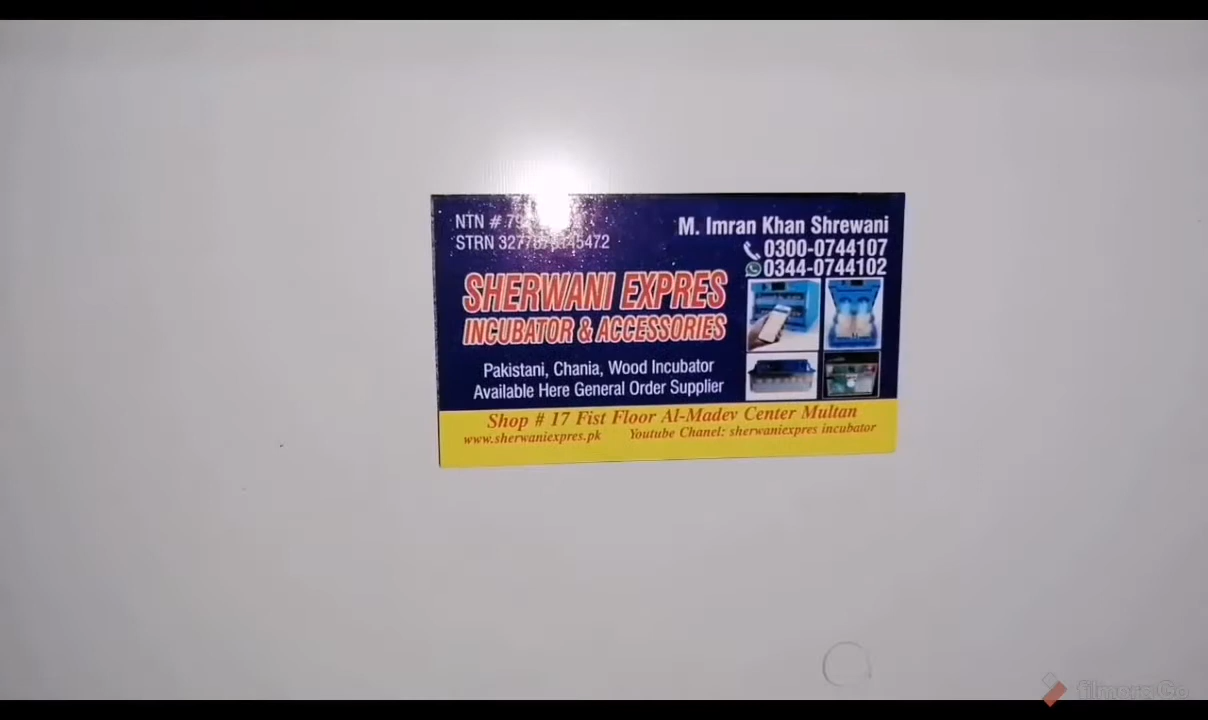 NTN #
STRN
M. Imran Khan Shrewani
0300-0744107
0344-0744102
SHERWANI EXPRES
INCUBATOR & ACCESSORIES
Pakistani, Chania, Wood Incubator
Available Here General Order Supplier
Shop # 17 Fist Floor Al-Madev Center Multan
www.sherwaniexpres.pk Youtube Chanel: sherwaniexpres incubator
filmora Go